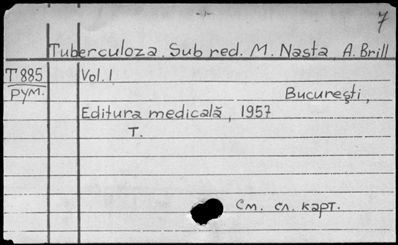 7
Tuberculoza. Sub red. M. Nasta, A. Brill
T 885
рум.
Vol. I
Bucureşti,
Editura medicală, 1957
T.
См. сл. карт.